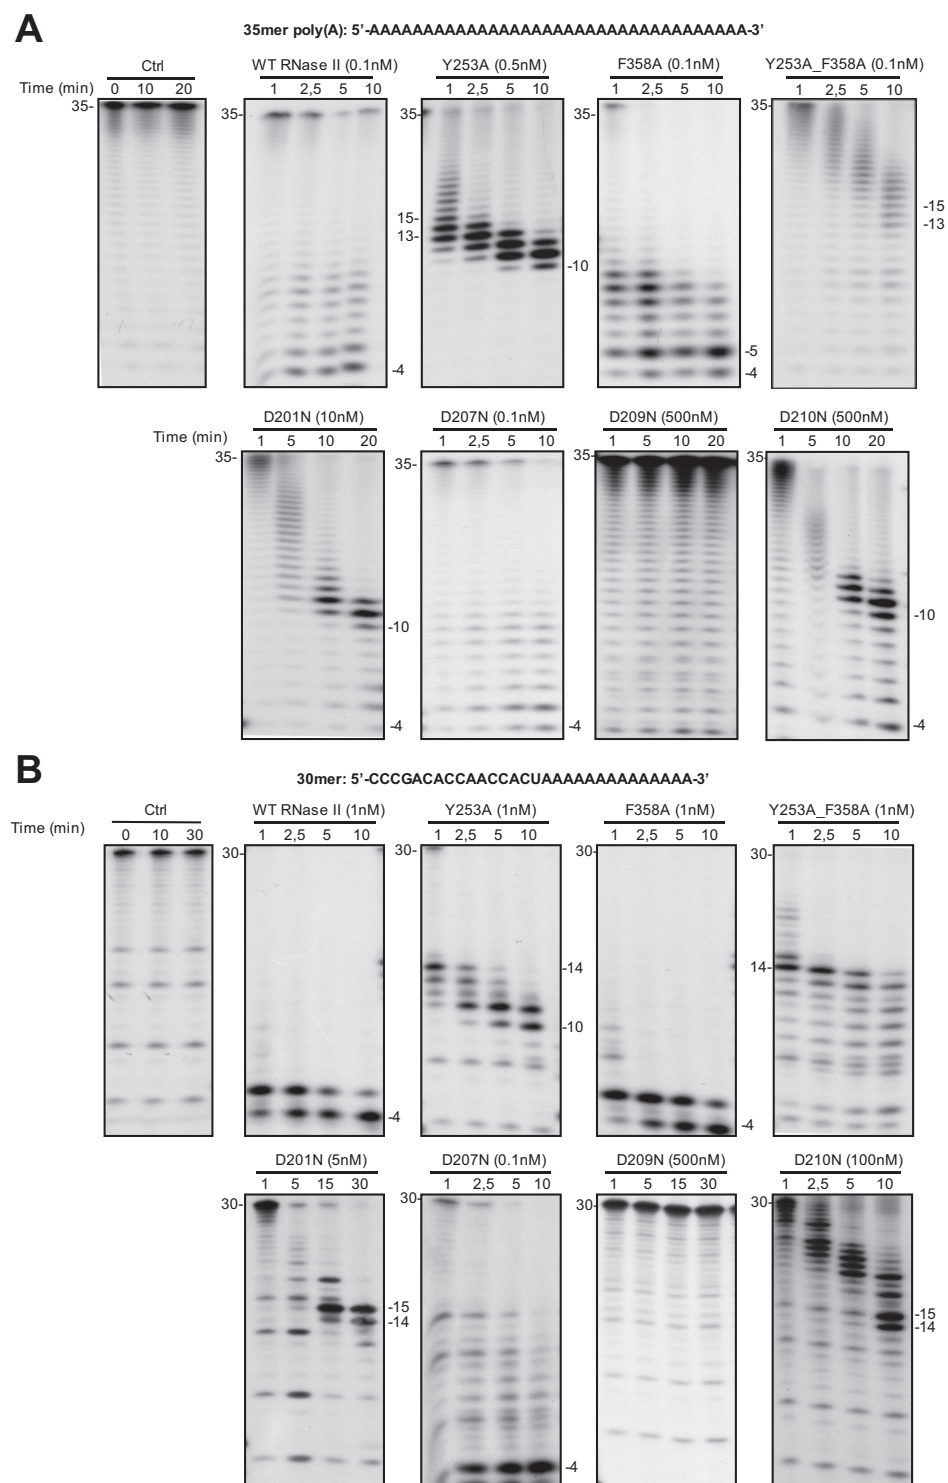 A
35mer poly(A): 5’-AAAAAAAAAAAAAAAAAAAAAAAAAAAAAAAAAAA-3’
Ctrl
WT RNase II (0.1nM)
Y253A (0.5nM)
F358A (0.1nM)
Y253A_F358A (0.1nM)
Time (min)
0 10 20
1 2,5 5 10
1 2,5 5 10
1 2,5 5 10
1 2,5 5 10
35-
35-
35-
35-
35-
15-
13-
-15
-13
-10
-5
-4
-4
D201N (10nM)
D207N (0.1nM)
D209N (500nM)
D210N (500nM)
Time (min)
1 5 10 20
1 2,5 5 10
1 5 10 20
1 5 10 20
35-
35-
35-
35-
-10
-10
-4
-4
-4
B
30mer: 5’-CCCGACACCAACCACUAAAAAAAAAAAAAA-3’
Ctrl
WT RNase II (1nM)
Y253A (1nM)
F358A (1nM)
Y253A_F358A (1nM)
Time (min)
0 10 30
1 2,5 5 10
1 2,5 5 10
1 2,5 5 10
1 2,5 5 10
30-
30-
30-
30-
30-
-14
14-
-10
-4
-4
D201N (5nM)
D207N (0.1nM)
D209N (500nM)
D210N (100nM)
1 5 15 30
1 2,5 5 10
1 5 15 30
1 2,5 5 10
30-
30-
30-
30-
-15
-14
-15
-14
-4